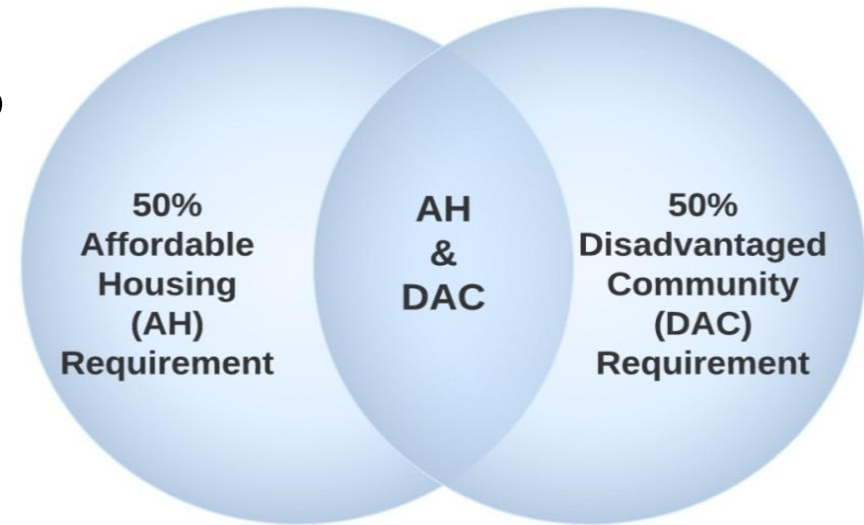 50%
Affordable
Housing
(AH)
Requirement
AH
&
DAC
50%
Disadvantaged
Community
(DAC)
Requirement